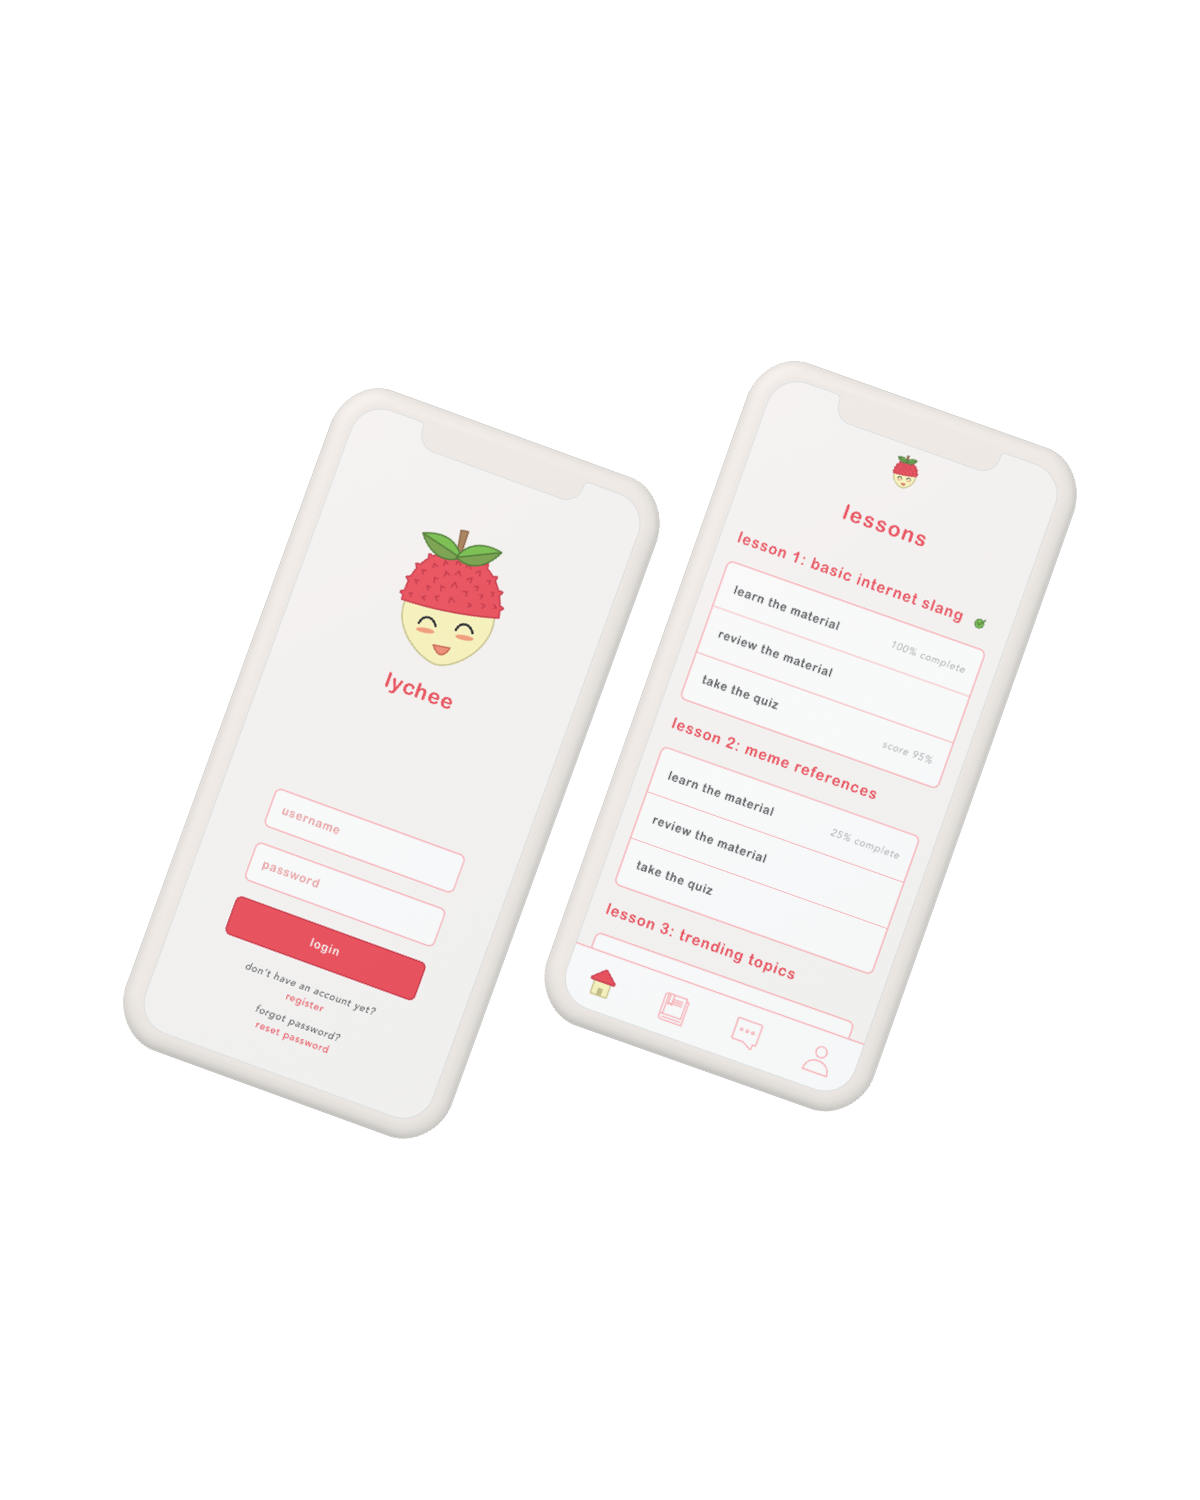 lychee
username
password
login
don't have an account yet?
register
forgot password?
reset password
lessons
lesson 1: basic internet slang
learn the material
100% complete
review the material
take the quiz
score 95%
lesson 2: meme references
learn the material
25% complete
review the material
take the quiz
lesson 3: trending topics